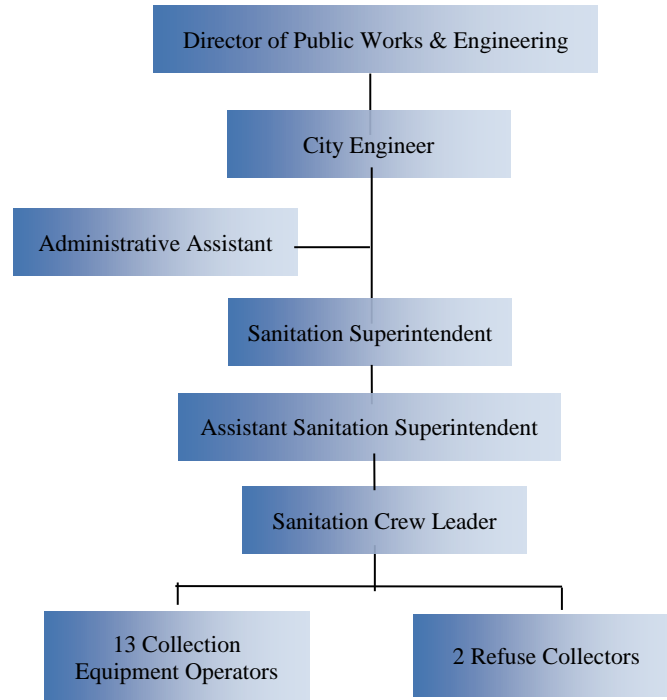 Director of Public Works & Engineering
City Engineer
Administrative Assistant
Sanitation Superintendent
Assistant Sanitation Superintendent
Sanitation Crew Leader
13 Collection
Equipment Operators
2 Refuse Collectors